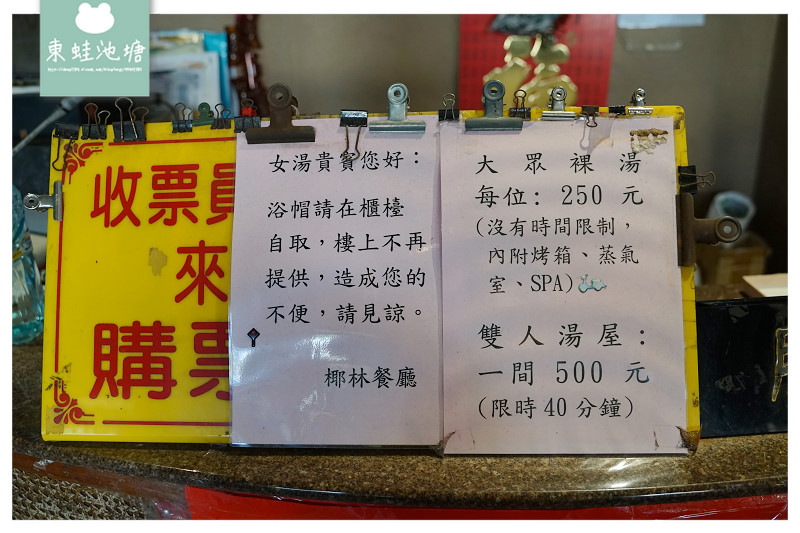 東蛙池塘
收票員
來
購票
女湯貴賓您好：
浴帽請在櫃檯
自取，樓上不再
提供，造成您的
不便，請見諒。
椰林餐廳
大眾裸湯
每位: 250 元
(沒有時間限制，
內附烤箱、蒸氣
室、SPA)
雙人湯屋:
一間 500 元
(限時40分鐘)